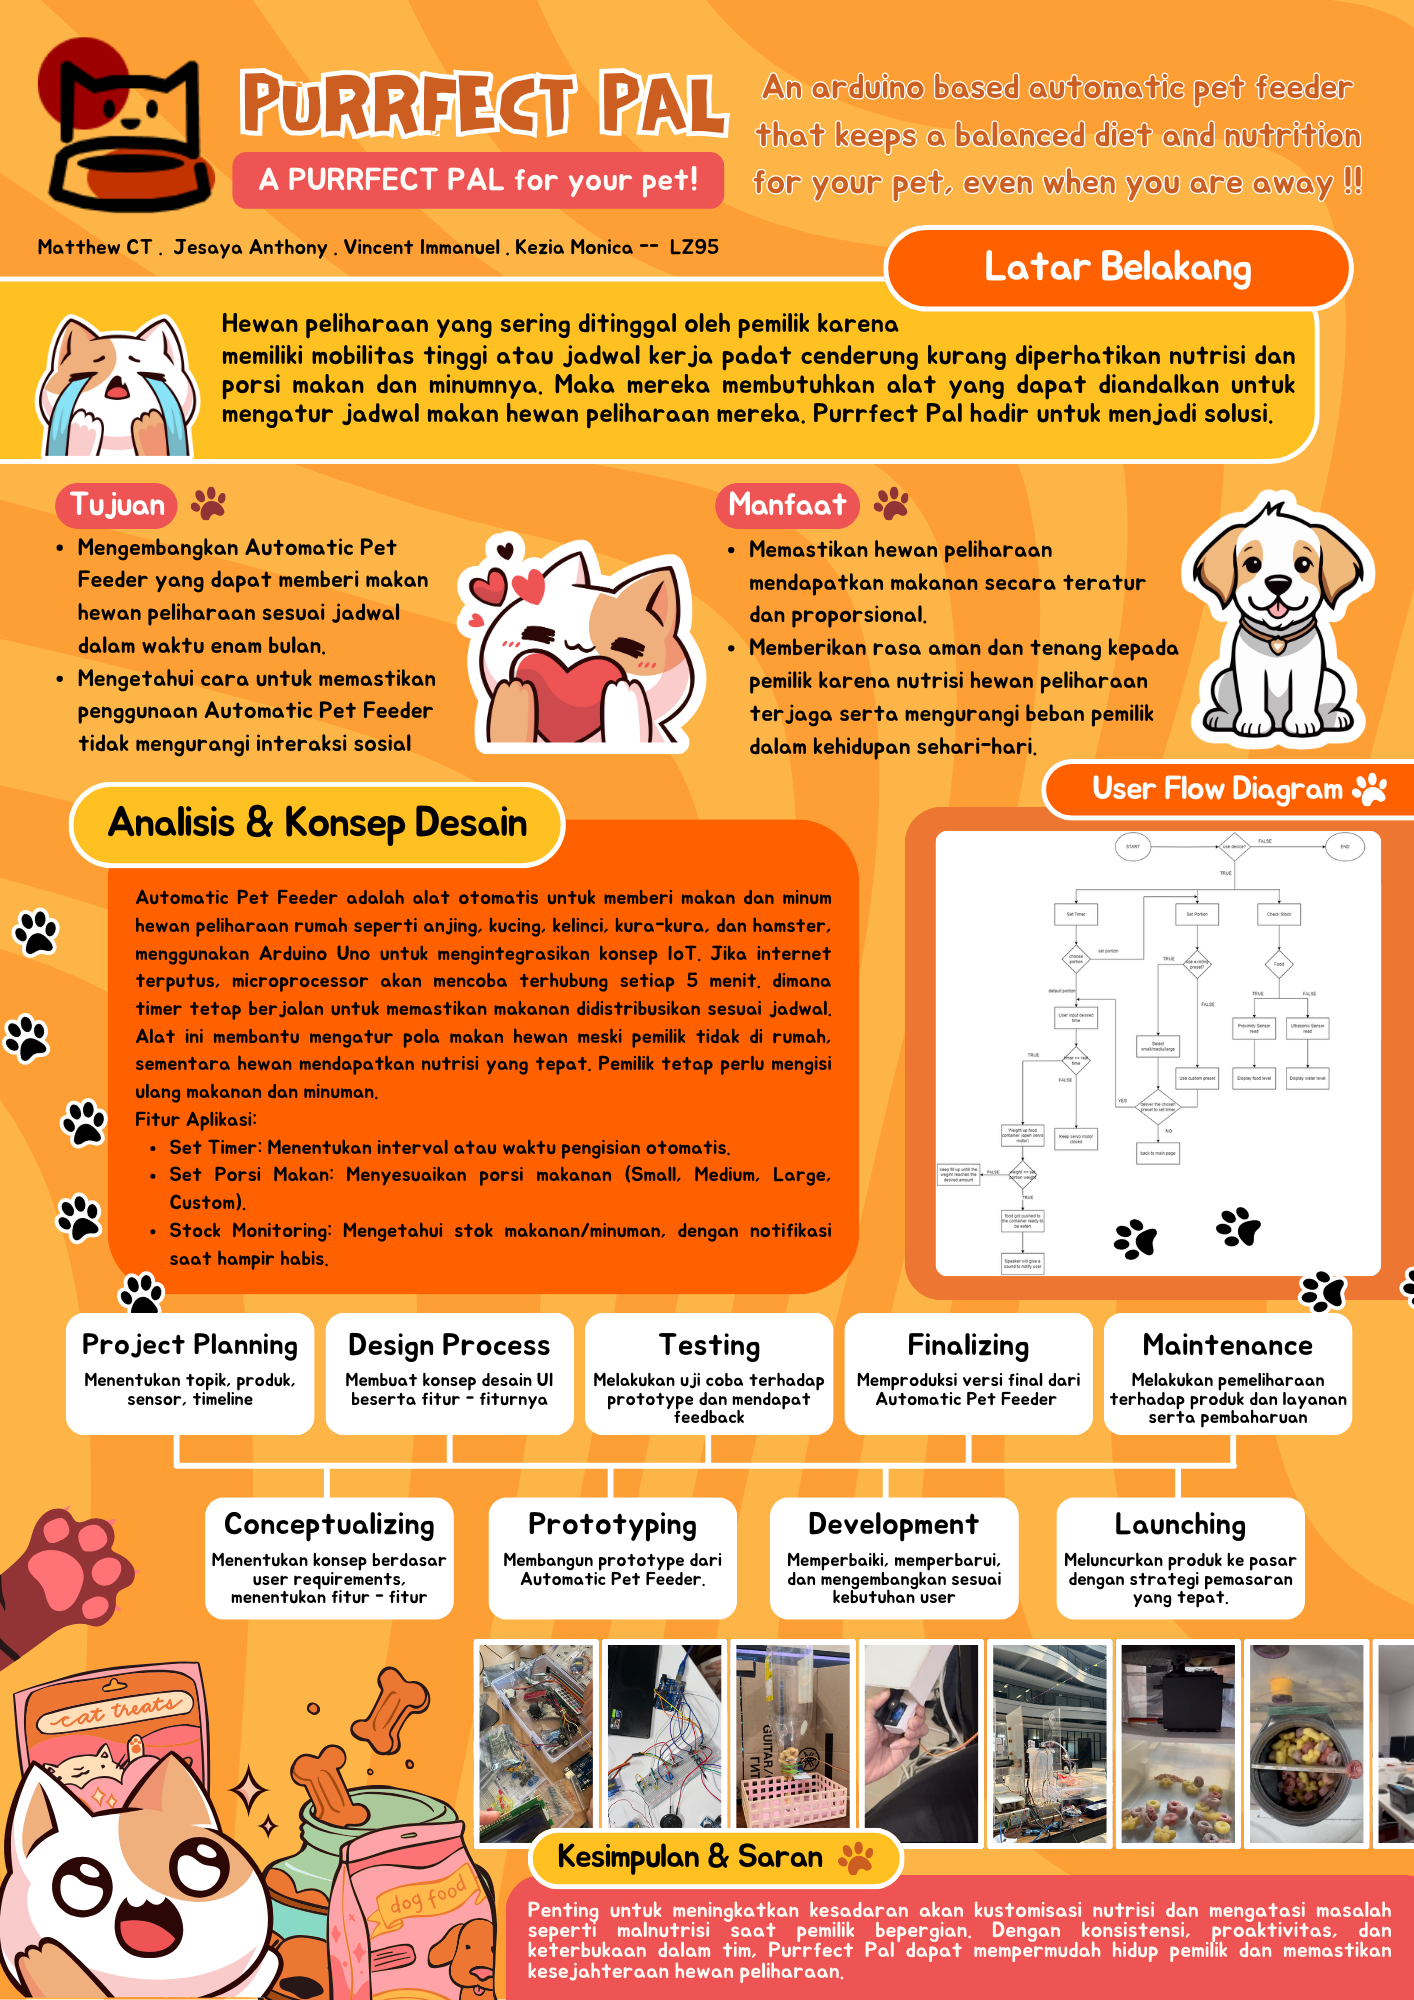 PURRFECT PAL
A PURRFECT PAL for your pet!
An arduino based automatic pet feeder
that keeps a balanced diet and nutrition
for your pet, even when you are away !!
Matthew CT . Jesaya Anthony . Vincent Immanuel . Kezia Monica -- LZ95
Latar Belakang
Hewan peliharaan yang sering ditinggal oleh pemilik karena
memiliki mobilitas tinggi atau jadwal kerja padat cenderung kurang diperhatikan nutrisi dan
porsi makan dan minumnya. Maka mereka membutuhkan alat yang dapat diandalkan untuk
mengatur jadwal makan hewan peliharaan mereka. Purrfect Pal hadir untuk menjadi solusi.
Tujuan
• Mengembangkan Automatic Pet
Feeder yang dapat memberi makan
hewan peliharaan sesuai jadwal
dalam waktu enam bulan.
• Mengetahui cara untuk memastikan
penggunaan Automatic Pet Feeder
tidak mengurangi interaksi sosial
Manfaat
• Memastikan hewan peliharaan
mendapatkan makanan secara teratur
dan proporsional.
• Memberikan rasa aman dan tenang kepada
pemilik karena nutrisi hewan peliharaan
terjaga serta mengurangi beban pemilik
dalam kehidupan sehari-hari.
Analisis & Konsep Desain
Automatic Pet Feeder adalah alat otomatis untuk memberi makan dan minum
hewan peliharaan rumah seperti anjing, kucing, kelinci, kura-kura, dan hamster,
menggunakan Arduino Uno untuk mengintegrasikan konsep IoT. Jika internet
terputus, microprocessor akan mencoba terhubung setiap 5 menit. dimana
timer tetap berjalan untuk memastikan makanan didistribusikan sesuai jadwal.
Alat ini membantu mengatur pola makan hewan meski pemilik tidak di rumah,
sementara hewan mendapatkan nutrisi yang tepat. Pemilik tetap perlu mengisi
ulang makanan dan minuman.
Fitur Aplikasi:
• Set Timer: Menentukan interval atau waktu pengisian otomatis.
• Set Porsi Makan: Menyesuaikan porsi makanan (Small, Medium, Large,
Custom).
• Stock Monitoring: Mengetahui stok makanan/minuman, dengan notifikasi
saat hampir habis.
User Flow Diagram
START
use device?
FALSE
END
TRUE
Set Timer
Set Portion
Check Stock
choose
portion
set portion
TRUE
use existing
preset?
Food
default portion
FALSE
TRUE
FALSE
User input desired
time
Proximity Sensor
read
Ultrasonic Sensor
read
TRUE
timer == real
time
Select
small/media/large
FALSE
Use custom preset
Display food level
Display water level
YES
deliver the chosen
preset to set timer
NO
Weight up food
container (open servo
motor)
Keep servo motor
closed
back to main page
keep fill up until the
weight reaches the
desired amount
FALSE
weight == set
portion weight
TRUE
food got pushed to
the container ready to
be eaten
Speaker will give a
sound to notify user
Project Planning
Menentukan topik, produk,
sensor, timeline
Design Process
Membuat konsep desain UI
beserta fitur - fiturnya
Testing
Melakukan uji coba terhadap
prototype dan mendapat
feedback
Finalizing
Memproduksi versi final dari
Automatic Pet Feeder
Maintenance
Melakukan pemeliharaan
terhadap produk dan layanan
serta pembaharuan
Conceptualizing
Menentukan konsep berdasar
user requirements,
menentukan fitur - fitur
Prototyping
Membangun prototype dari
Automatic Pet Feeder.
Development
Memperbaiki, memperbarui,
dan mengembangkan sesuai
kebutuhan user
Launching
Meluncurkan produk ke pasar
dengan strategi pemasaran
yang tepat.
cat treats
dog food
GUITAR
Kesimpulan & Saran
Penting untuk meningkatkan kesadaran akan kustomisasi nutrisi dan mengatasi masalah
seperti malnutrisi saat pemilik bepergian. Dengan konsistensi, proaktivitas, dan
keterbukaan dalam tim, Purrfect Pal dapat mempermudah hidup pemilik dan memastikan
kesejahteraan hewan peliharaan.